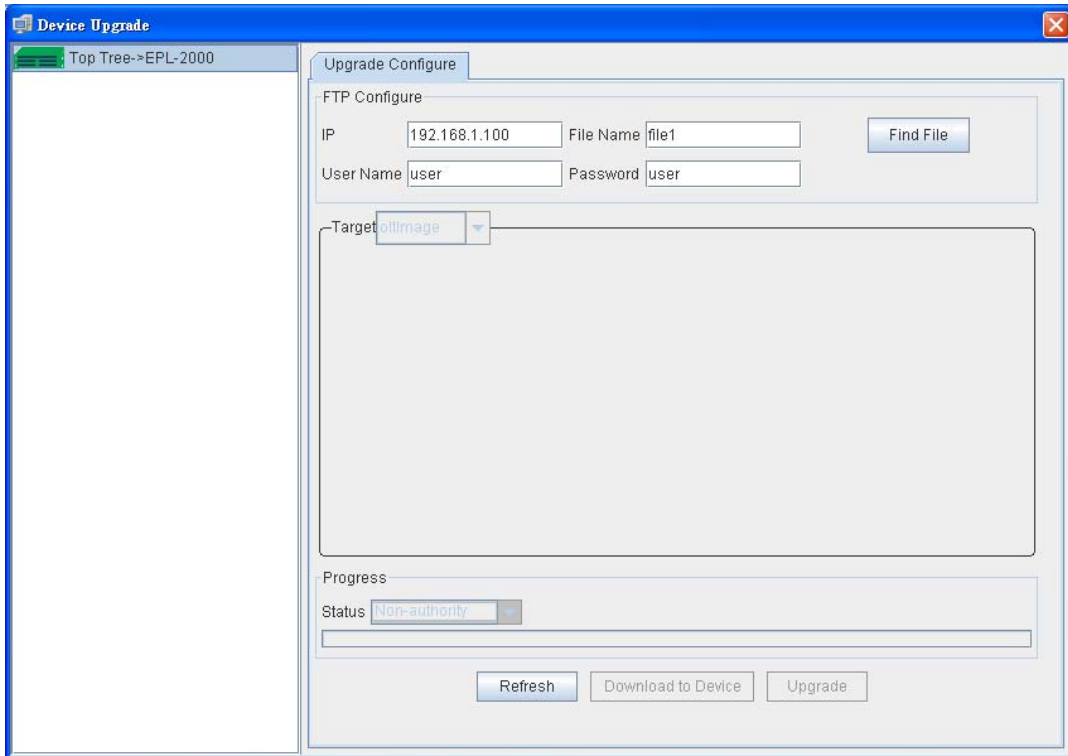 Device Upgrade
Top Tree->EPL-2000
Upgrade Configure
FTP Configure
IP 192.168.1.100 File Name file1 Find File
User Name user Password user
Target oltImage
Progress
Status Non-authority
Refresh Download to Device Upgrade